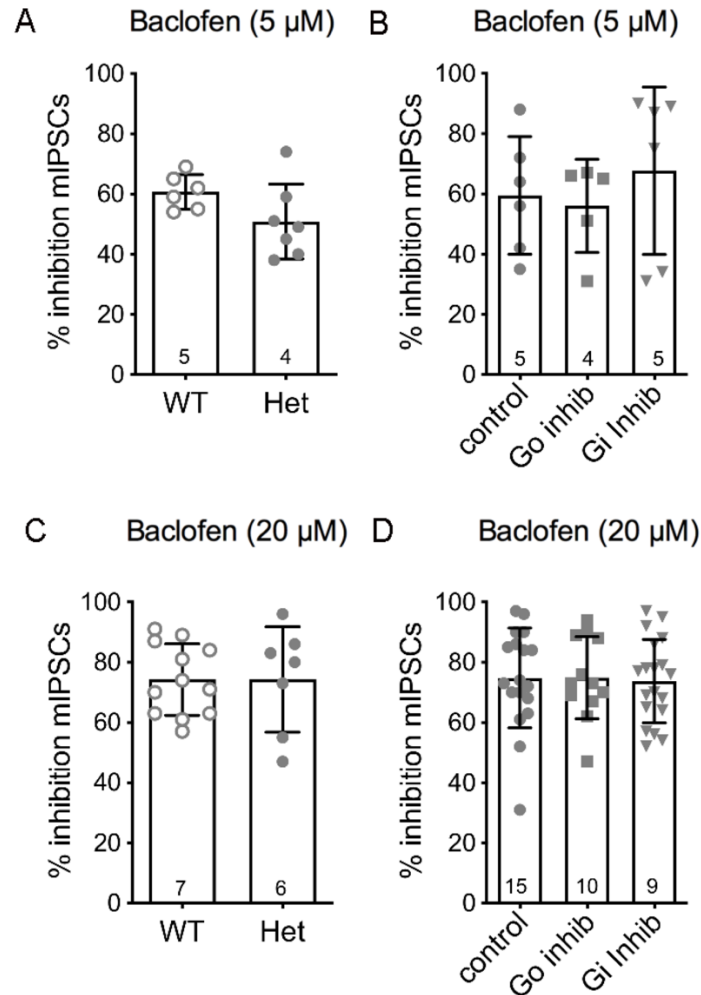 A
Baclofen (5 µM)
B
Baclofen (5 µM)
% inhibition mIPSCs
100
80
60
40
20
0
5
4
WT
Het
% inhibition mIPSCs
100
80
60
40
20
0
5
4
5
control
Go inhib
Gi Inhib
C
Baclofen (20 µM)
D
Baclofen (20 µM)
% inhibition mIPSCs
100
80
60
40
20
0
7
6
WT
Het
% inhibition mIPSCs
100
80
60
40
20
0
15
10
9
control
Go inhib
Gi Inhib